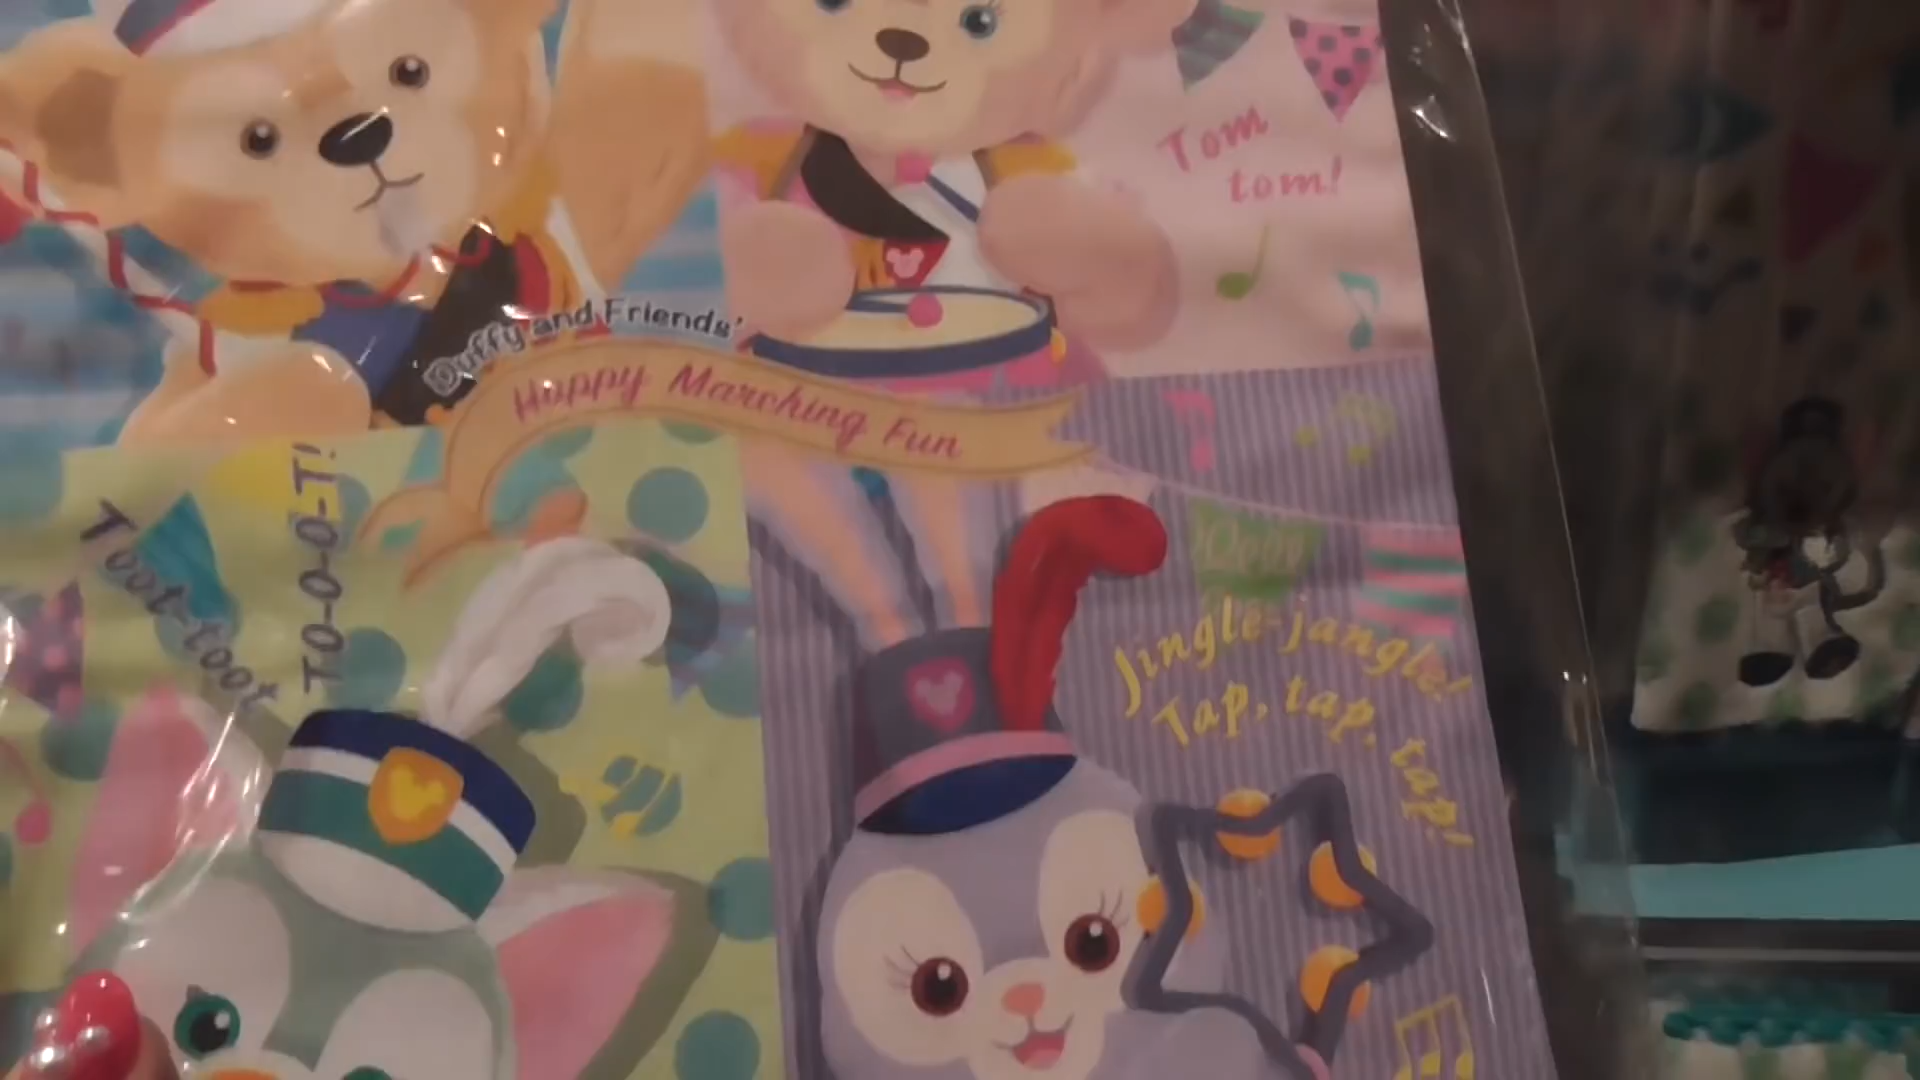 Tom
tom!
Duffy and Friends'
Happy Marching Fun
Toot-toot
TO-O-O-T!
Jingle-jangle!
Tap, tap, tap!